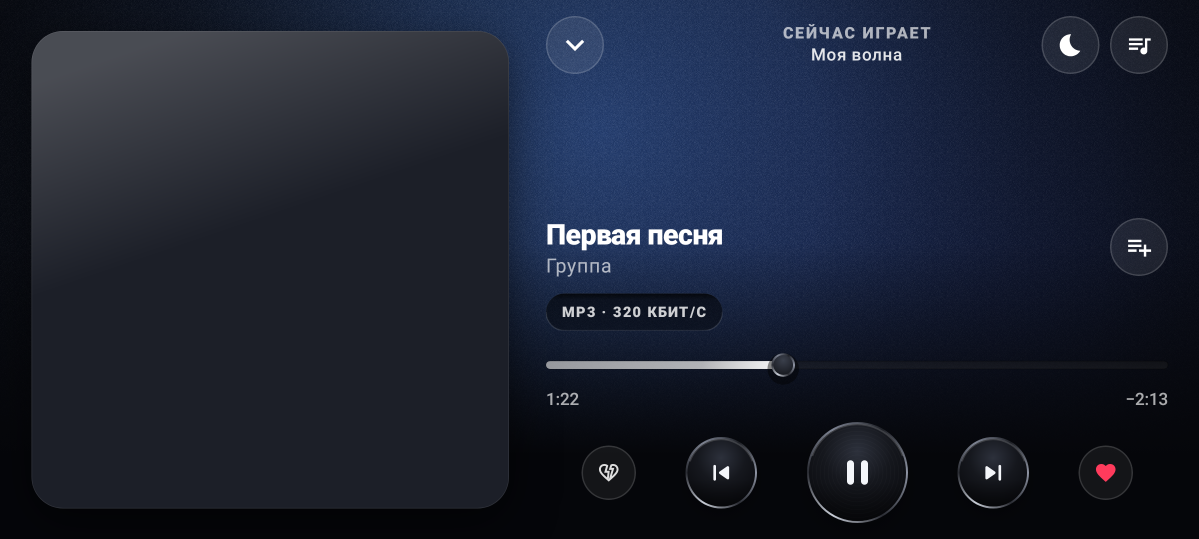 СЕЙЧАС ИГРАЕТ
Моя волна
Первая песня
Группа
MP3 · 320 КБИТ/С
1:22
−2:13